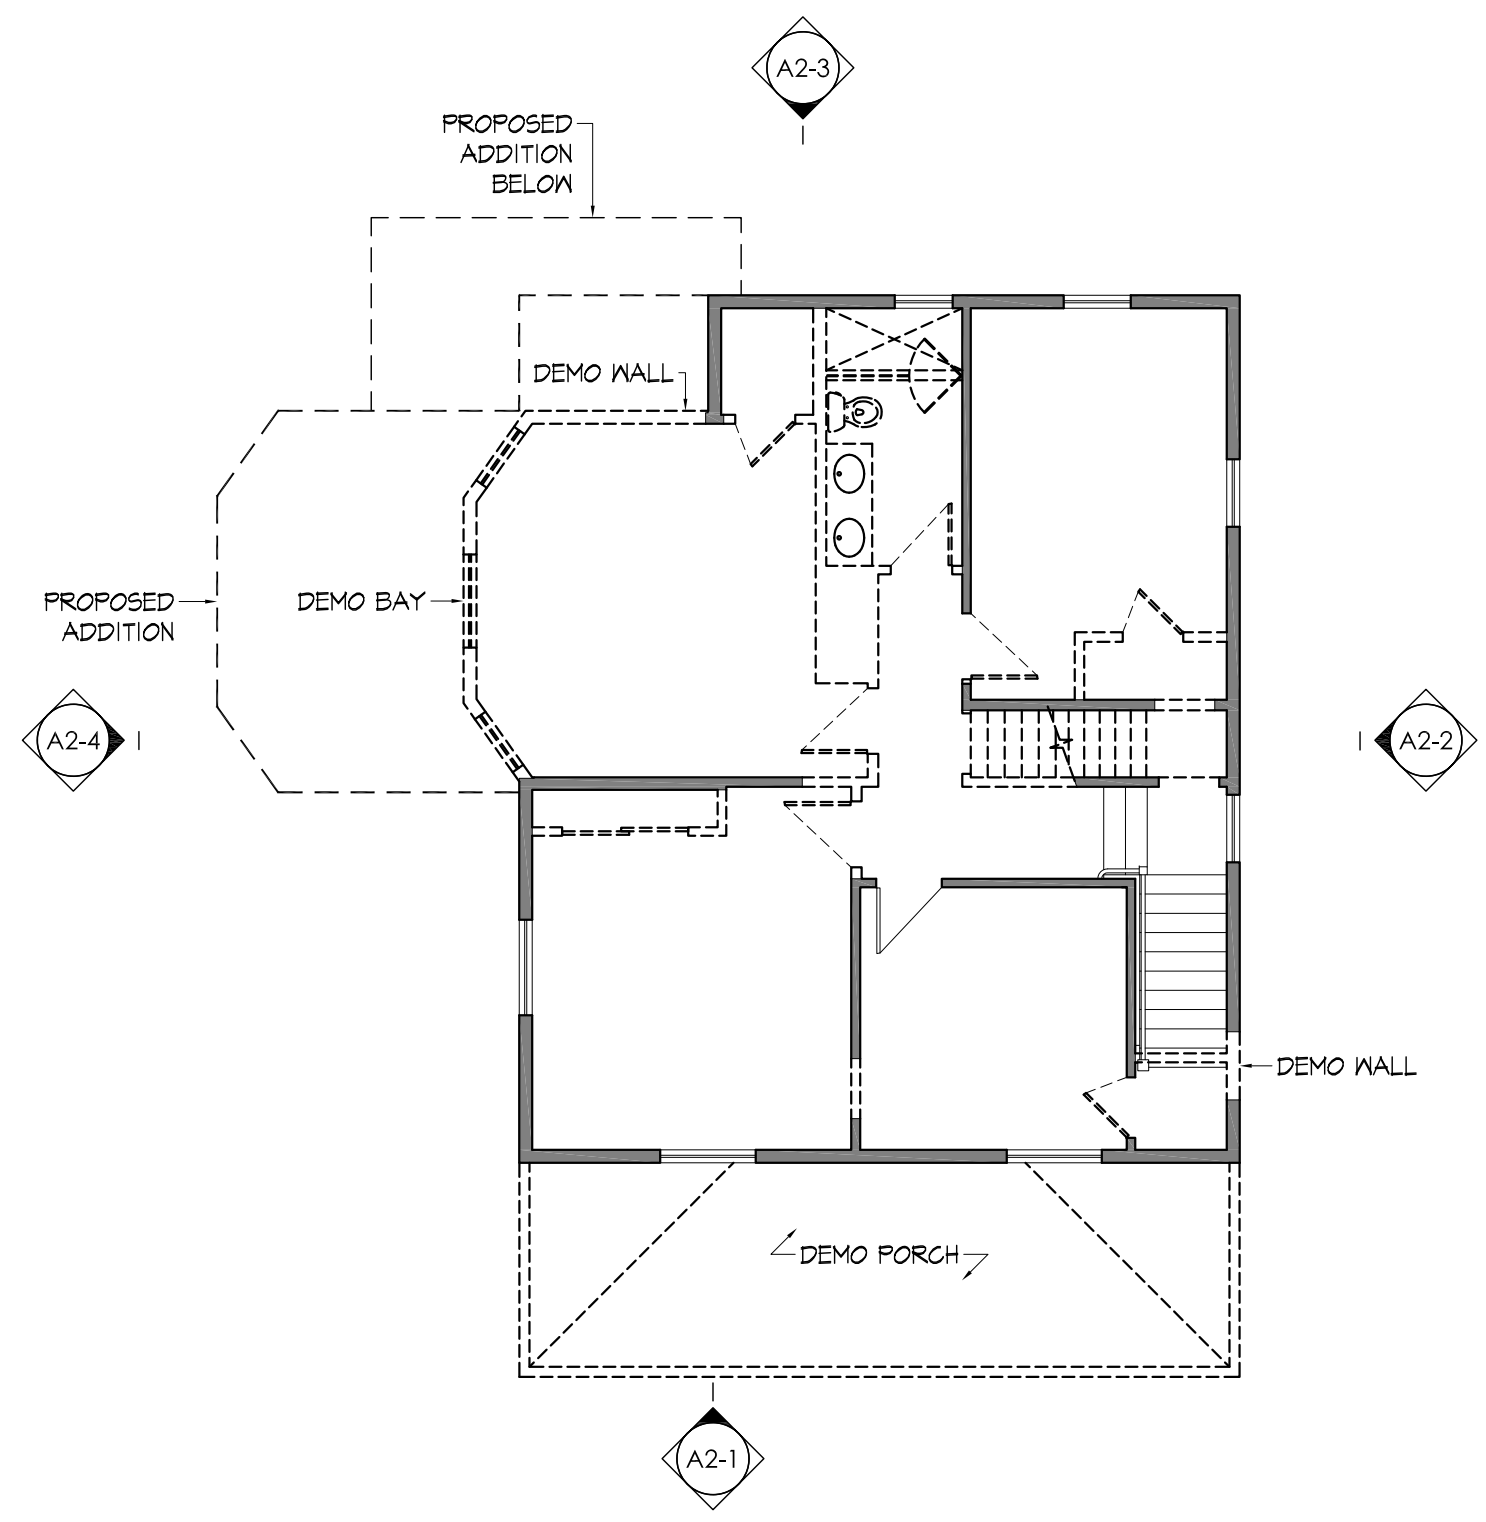 A2-3
PROPOSED
ADDITION
BELOW
DEMO WALL
PROPOSED
ADDITION
DEMO BAY
A2-4
A2-2
DEMO WALL
DEMO PORCH
A2-1